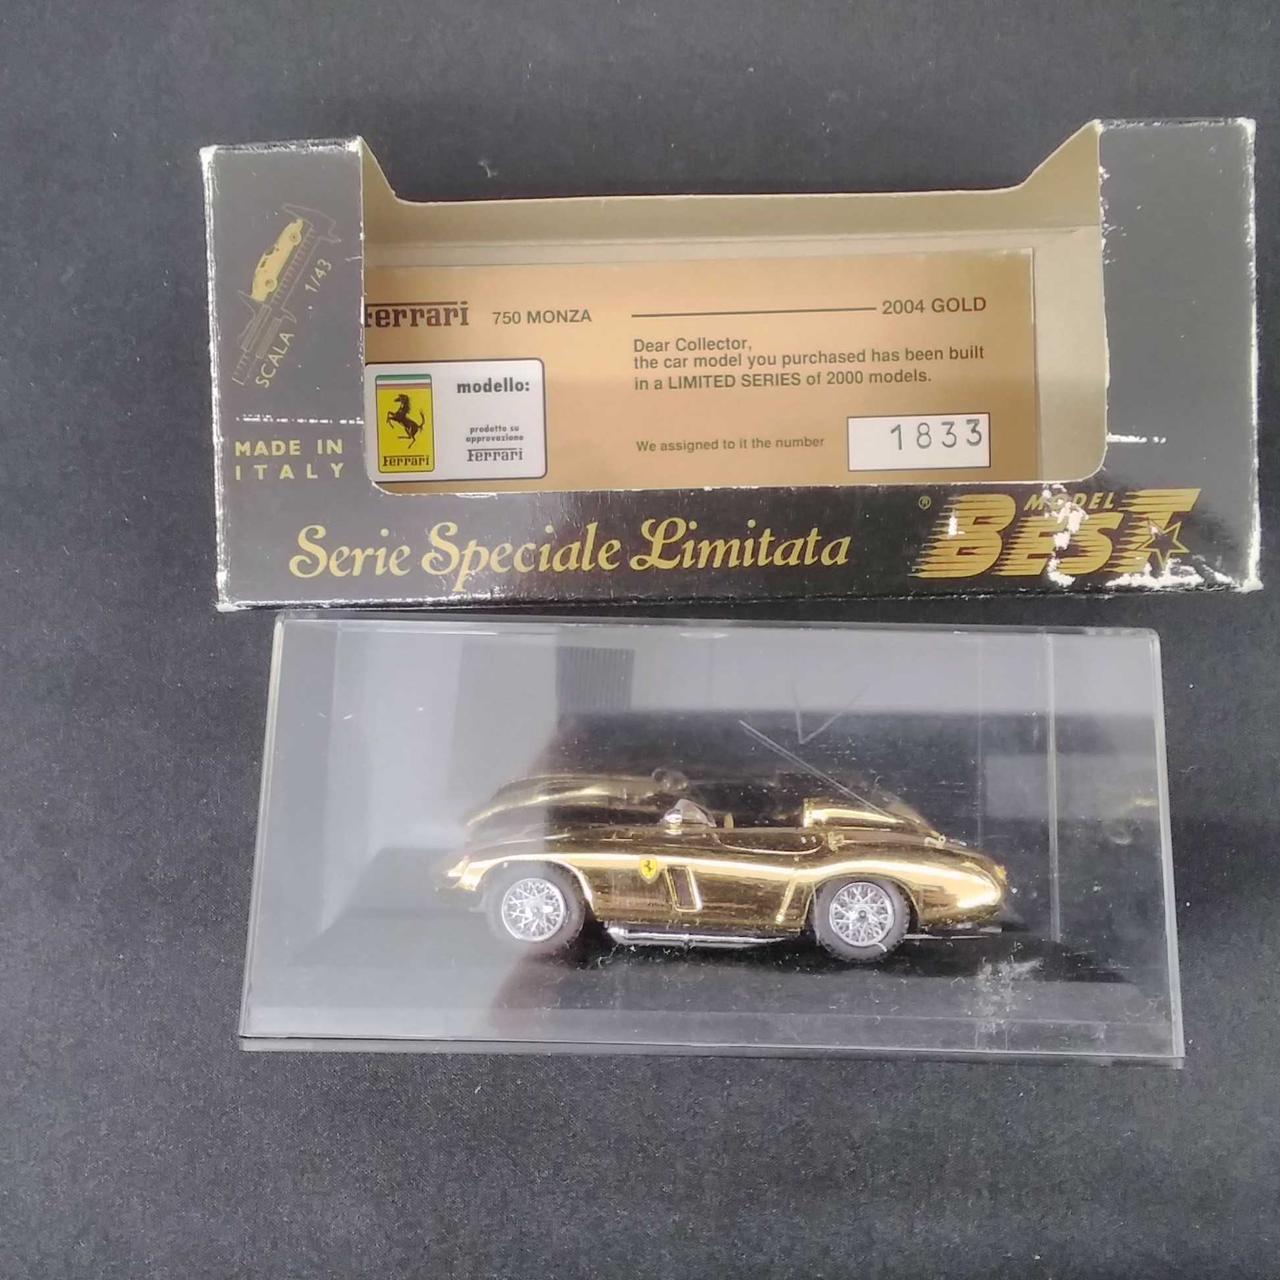 SCALA 1/43
MADE IN
ITALY
Ferrari 750 MONZA 2004 GOLD
Dear Collector,
the car model you purchased has been built
in a LIMITED SERIES of 2000 models.
modello:
prodotto su
approvazione
Ferrari
Ferrari
We assigned to it the number 1833
Serie Speciale Limitata
® MODEL
BEST